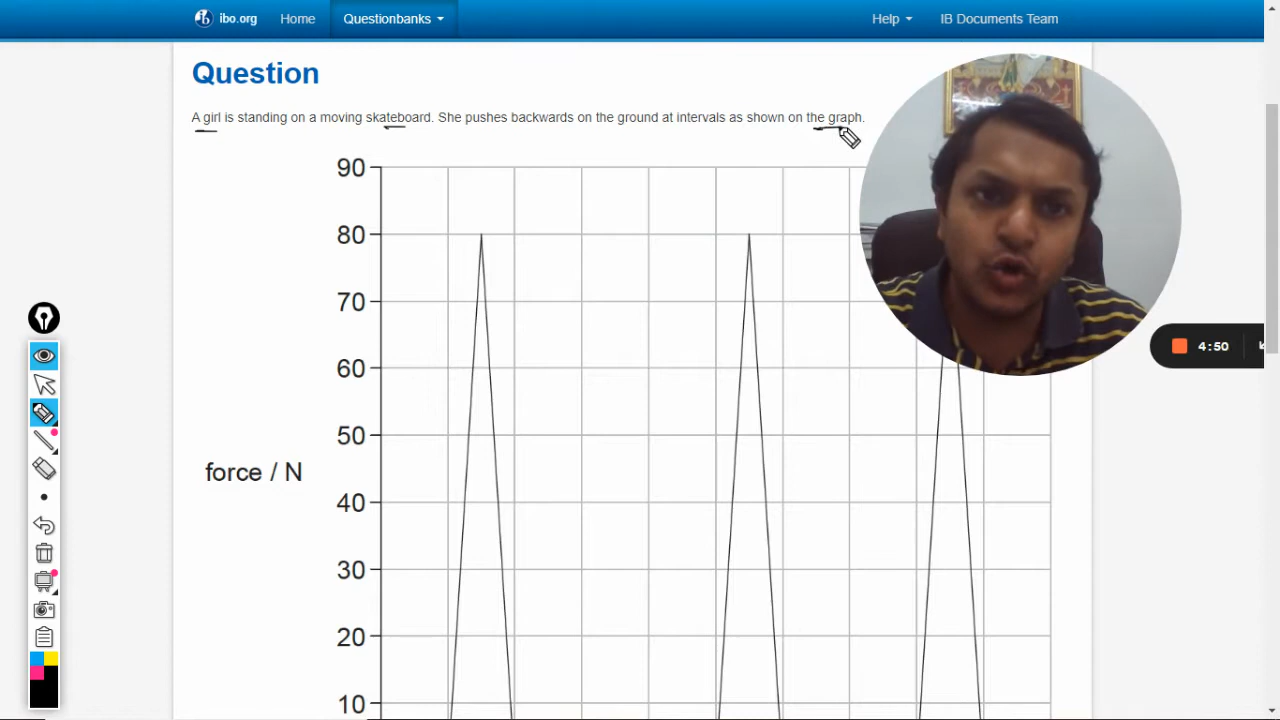 ibo.org Home Questionbanks Help IB Documents Team
Question
A girl is standing on a moving skateboard. She pushes backwards on the ground at intervals as shown on the graph.
90
80
70
60
4:50
50
force / N
40
30
20
10